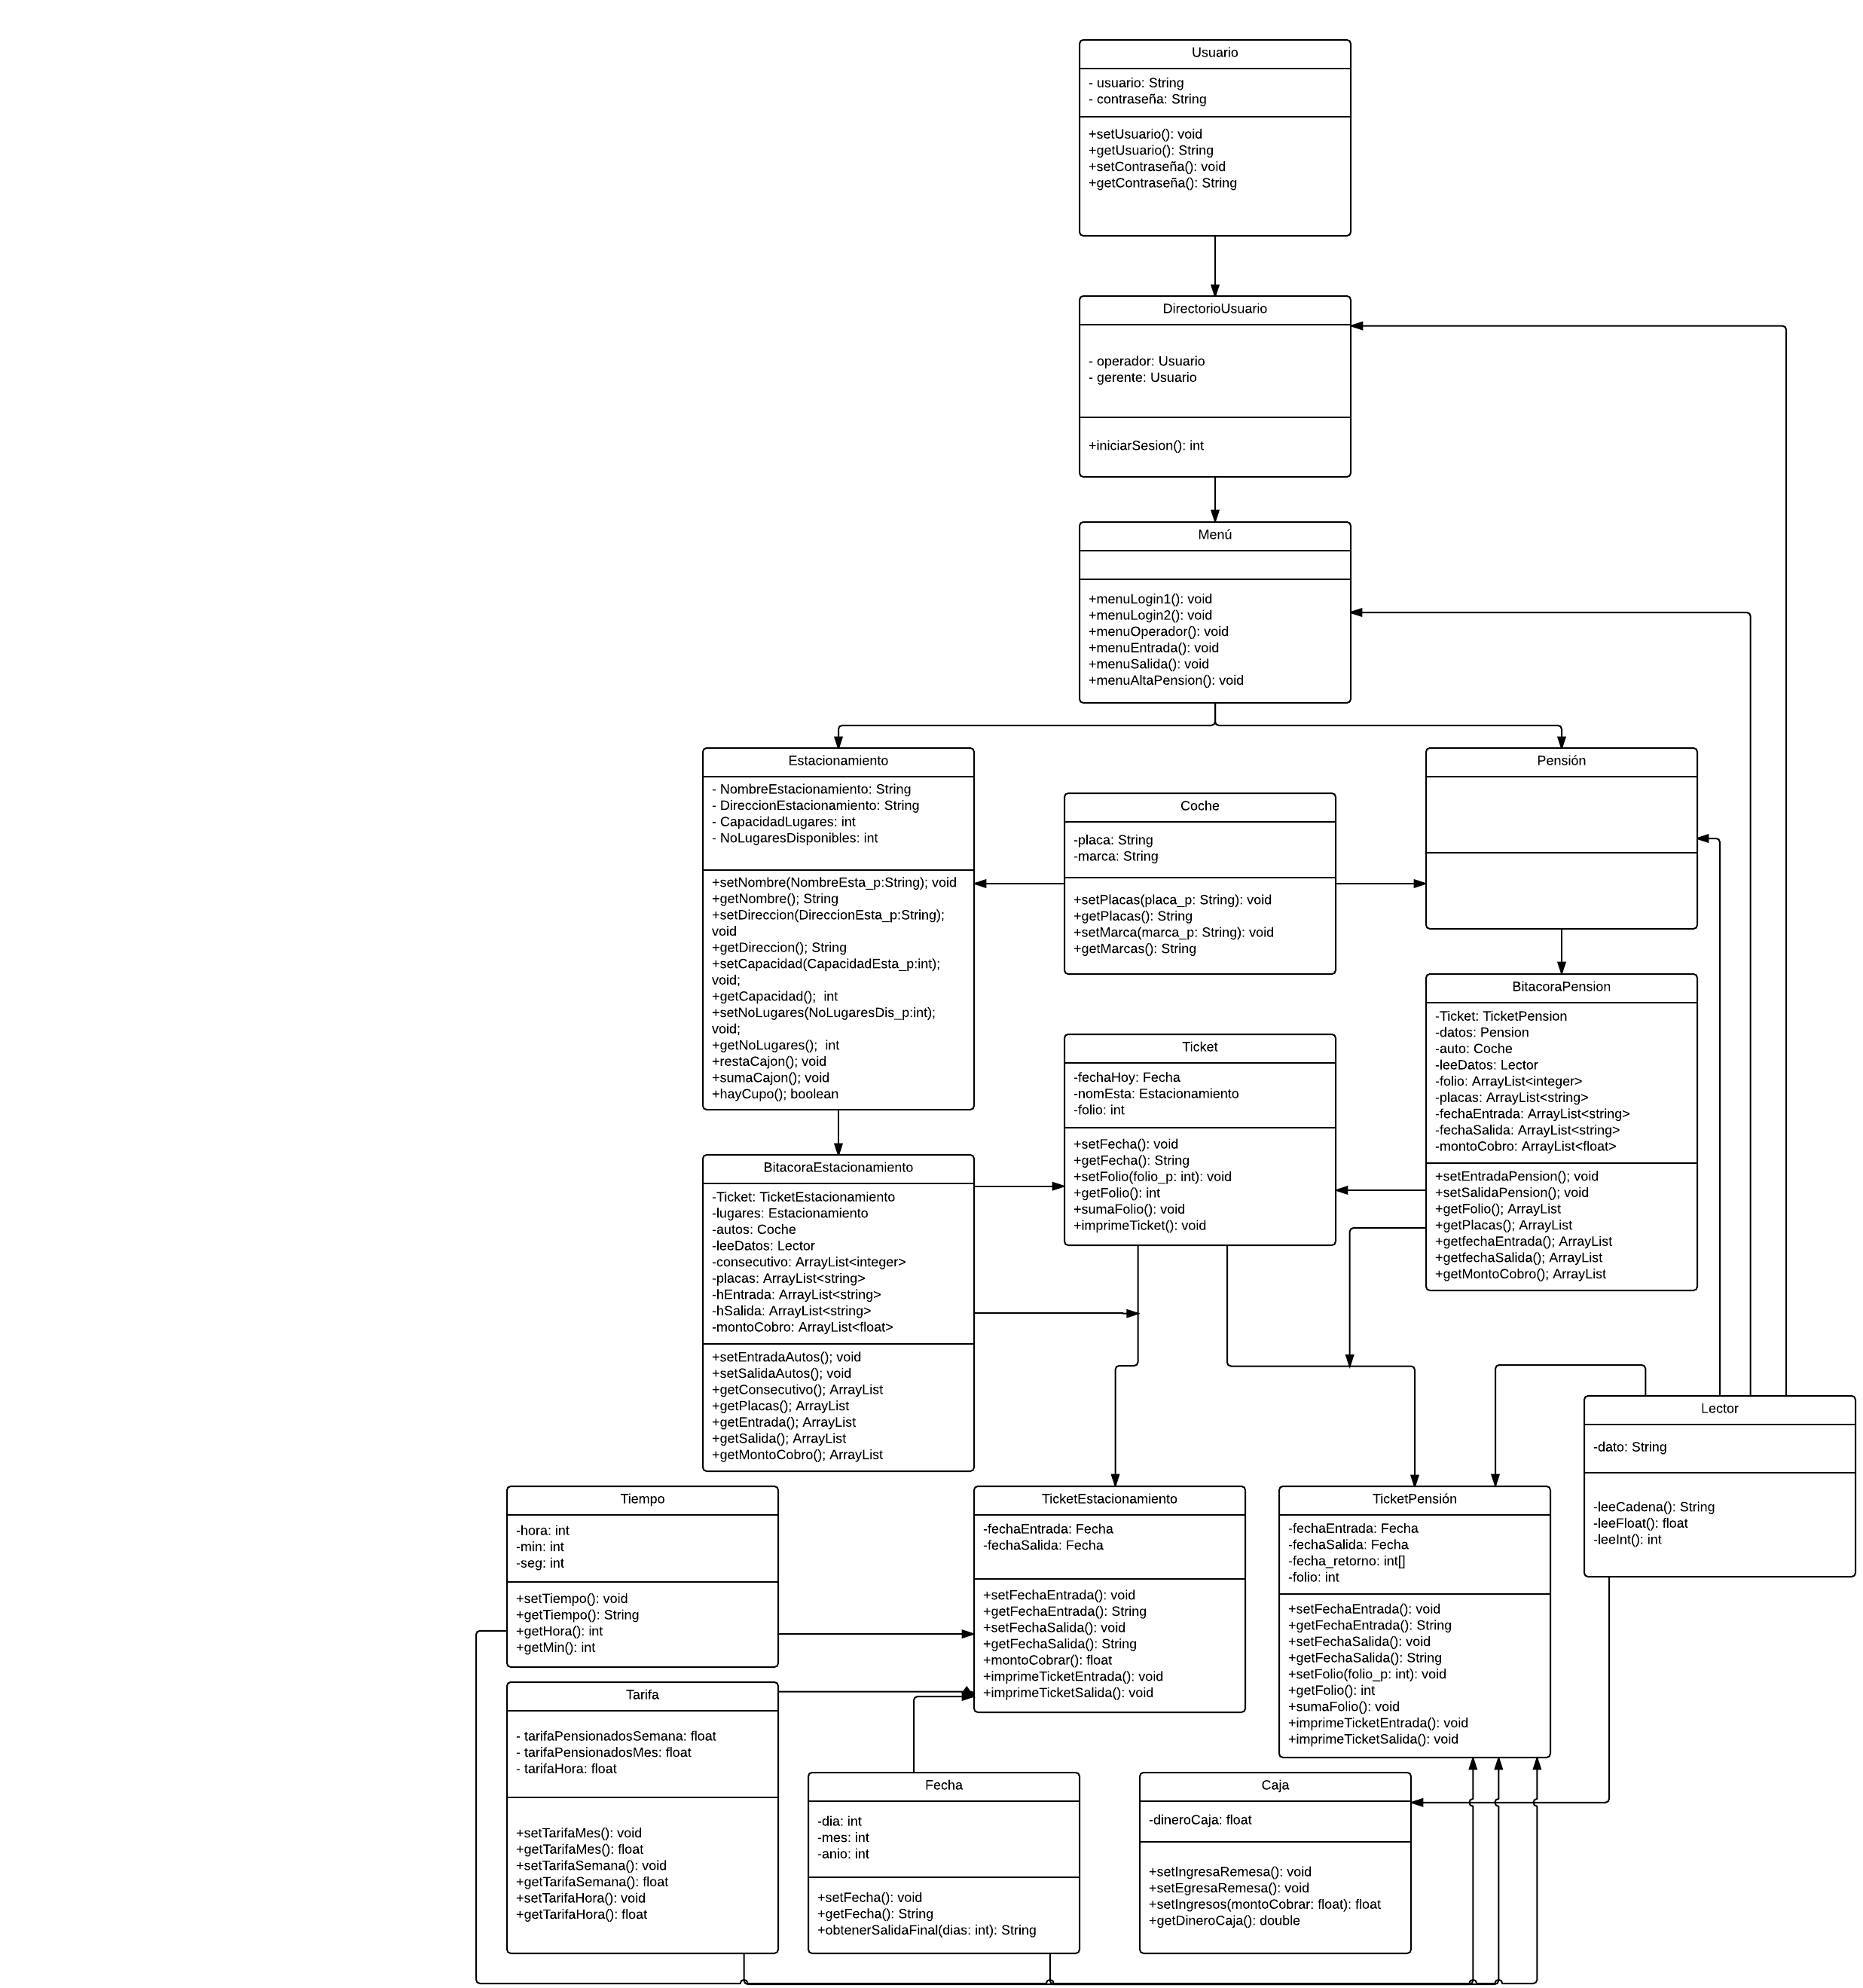 Usuario
- usuario: String
- contraseña: String
+setUsuario(): void
+getUsuario(): String
+setContraseña(): void
+getContraseña(): String
DirectorioUsuario
- operador: Usuario
- gerente: Usuario
+iniciarSesion(): int
Menú
+menuLogin1(): void
+menuLogin2(): void
+menuOperador(): void
+menuEntrada(): void
+menuSalida(): void
+menuAltaPension(): void
Estacionamiento
- NombreEstacionamiento: String
- DireccionEstacionamiento: String
- CapacidadLugares: int
- NoLugaresDisponibles: int
+setNombre(NombreEsta_p:String); void
+getNombre(); String
+setDireccion(DireccionEsta_p:String);
void
+getDireccion(); String
+setCapacidad(CapacidadEsta_p:int);
void;
+getCapacidad();  int
+setNoLugares(NoLugaresDis_p:int);
void;
+getNoLugares();  int
+restaCajon(); void
+sumaCajon(); void
+hayCupo(); boolean
Coche
-placa: String
-marca: String
+setPlacas(placa_p: String): void
+getPlacas(): String
+setMarca(marca_p: String): void
+getMarcas(): String
Pensión
BitacoraPension
-Ticket: TicketPension
-datos: Pension
-auto: Coche
-leeDatos: Lector
-folio: ArrayList<integer>
-placas: ArrayList<string>
-fechaEntrada: ArrayList<string>
-fechaSalida: ArrayList<string>
-montoCobro: ArrayList<float>
+setEntradaPension(); void
+setSalidaPension(); void
+getFolio(); ArrayList
+getPlacas(); ArrayList
+getfechaEntrada(); ArrayList
+getfechaSalida(); ArrayList
+getMontoCobro(); ArrayList
Ticket
-fechaHoy: Fecha
-nomEsta: Estacionamiento
-folio: int
+setFecha(): void
+getFecha(): String
+setFolio(folio_p: int): void
+getFolio(): int
+sumaFolio(): void
+imprimeTicket(): void
BitacoraEstacionamiento
-Ticket: TicketEstacionamiento
-lugares: Estacionamiento
-autos: Coche
-leeDatos: Lector
-consecutivo: ArrayList<integer>
-placas: ArrayList<string>
-hEntrada: ArrayList<string>
-hSalida: ArrayList<string>
-montoCobro: ArrayList<float>
+setEntradaAutos(); void
+setSalidaAutos(); void
+getConsecutivo(); ArrayList
+getPlacas(); ArrayList
+getEntrada(); ArrayList
+getSalida(); ArrayList
+getMontoCobro(); ArrayList
Lector
-dato: String
-leeCadena(): String
-leeFloat(): float
-leeInt(): int
Tiempo
-hora: int
-min: int
-seg: int
+setTiempo(): void
+getTiempo(): String
+getHora(): int
+getMin(): int
TicketEstacionamiento
-fechaEntrada: Fecha
-fechaSalida: Fecha
+setFechaEntrada(): void
+getFechaEntrada(): String
+setFechaSalida(): void
+getFechaSalida(): String
+montoCobrar(): float
+imprimeTicketEntrada(): void
+imprimeTicketSalida(): void
TicketPensión
-fechaEntrada: Fecha
-fechaSalida: Fecha
-fecha_retorno: int[]
-folio: int
+setFechaEntrada(): void
+getFechaEntrada(): String
+setFechaSalida(): void
+getFechaSalida(): String
+setFolio(folio_p: int): void
+getFolio(): int
+sumaFolio(): void
+imprimeTicketEntrada(): void
+imprimeTicketSalida(): void
Tarifa
- tarifaPensionadosSemana: float
- tarifaPensionadosMes: float
- tarifaHora: float
+setTarifaMes(): void
+getTarifaMes(): float
+setTarifaSemana(): void
+getTarifaSemana(): float
+setTarifaHora(): void
+getTarifaHora(): float
Fecha
-dia: int
-mes: int
-anio: int
+setFecha(): void
+getFecha(): String
+obtenerSalidaFinal(dias: int): String
Caja
-dineroCaja: float
+setIngresaRemesa(): void
+setEgresaRemesa(): void
+setIngresos(montoCobrar: float): float
+getDineroCaja(): double